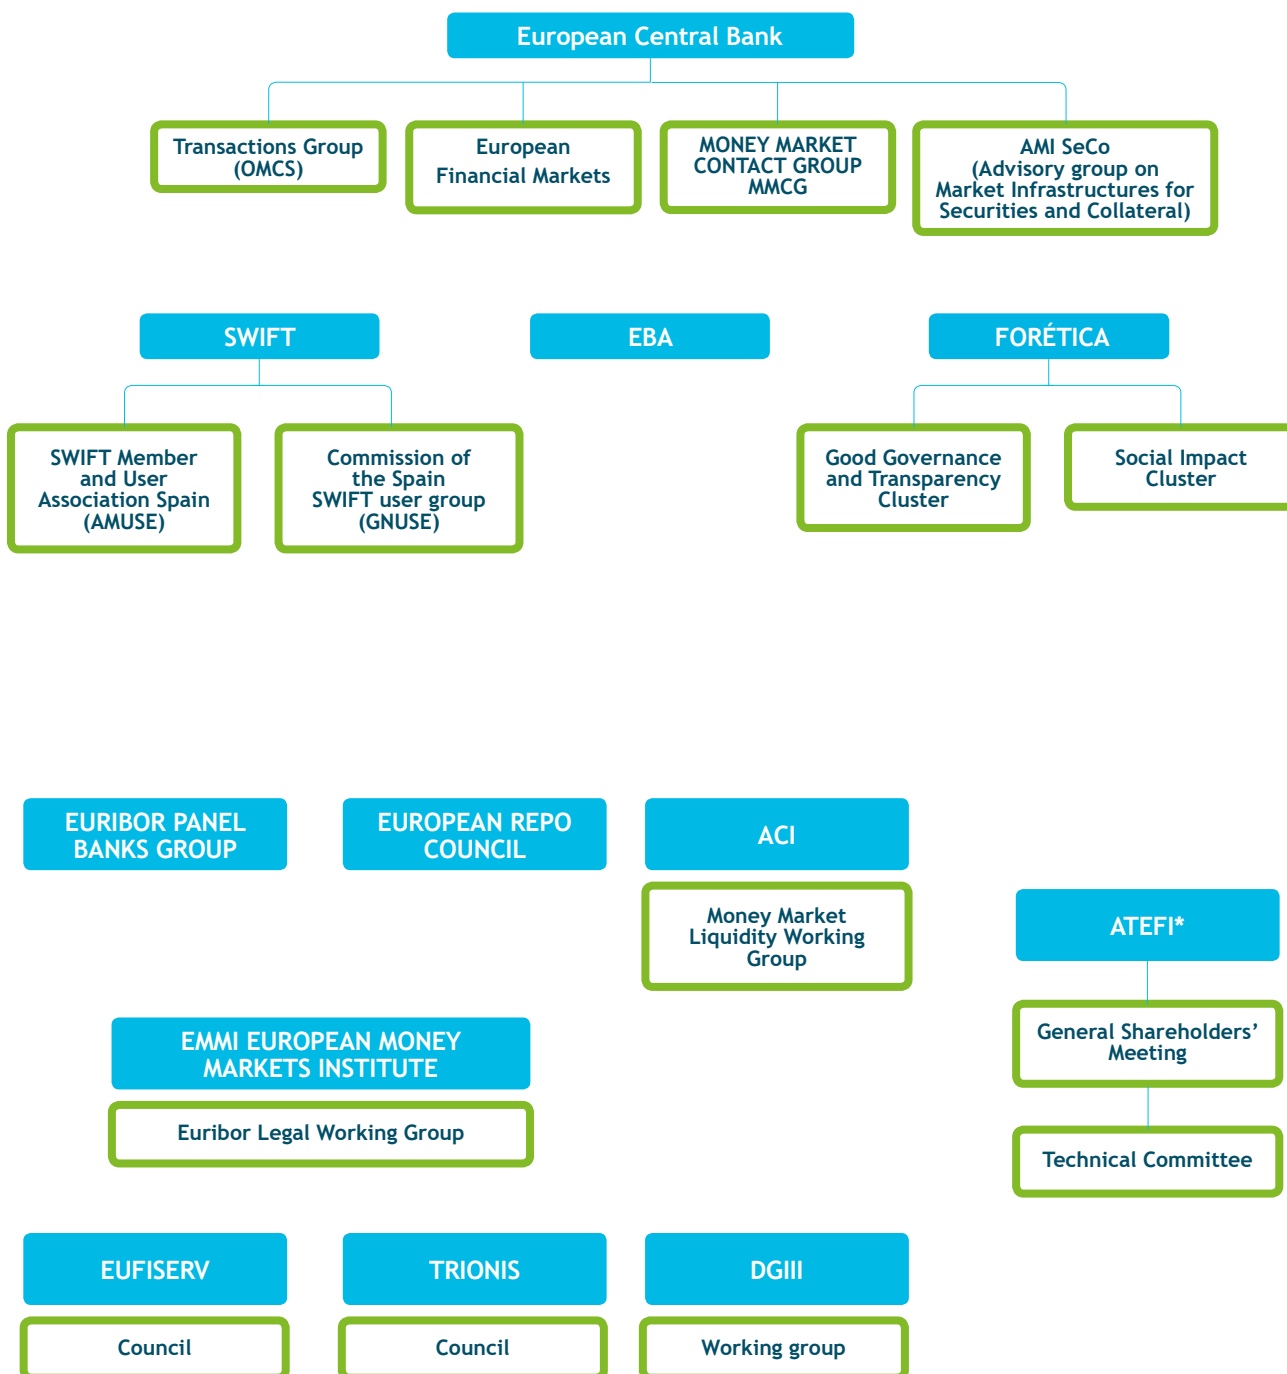 European Central Bank
Transactions Group
(OMCS)
European
Financial Markets
MONEY MARKET
CONTACT GROUP
MMCG
AMI SeCo
(Advisory group on
Market Infrastructures for
Securities and Collateral)
SWIFT
EBA
FORÉTICA
SWIFT Member
and User
Association Spain
(AMUSE)
Commission of
the Spain
SWIFT user group
(GNUSE)
Good Governance
and Transparency
Cluster
Social Impact
Cluster
EURIBOR PANEL
BANKS GROUP
EUROPEAN REPO
COUNCIL
ACI
Money Market
Liquidity Working
Group
ATEFI*
General Shareholders’
Meeting
Technical Committee
EMMI EUROPEAN MONEY
MARKETS INSTITUTE
Euribor Legal Working Group
EUFISERV
Council
TRIONIS
Council
DGIII
Working group